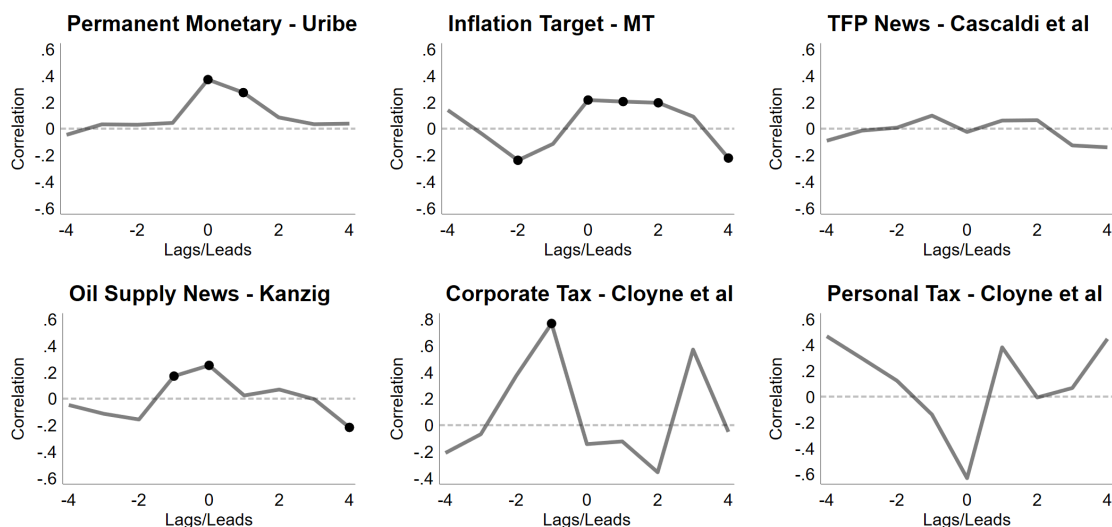 Permanent Monetary - Uribe
.6
.4
.2
0
-.2
-.4
-.6
Correlation
-4 -2 0 2 4
Lags/Leads
Inflation Target - MT
.6
.4
.2
0
-.2
-.4
-.6
Correlation
-4 -2 0 2 4
Lags/Leads
TFP News - Cascaldi et al
.6
.4
.2
0
-.2
-.4
-.6
Correlation
-4 -2 0 2 4
Lags/Leads
Oil Supply News - Kanzig
.6
.4
.2
0
-.2
-.4
-.6
Correlation
-4 -2 0 2 4
Lags/Leads
Corporate Tax - Cloyne et al
.8
.6
.4
.2
0
-.2
-.4
Correlation
-4 -2 0 2 4
Lags/Leads
Personal Tax - Cloyne et al
.6
.4
.2
0
-.2
-.4
-.6
Correlation
-4 -2 0 2 4
Lags/Leads